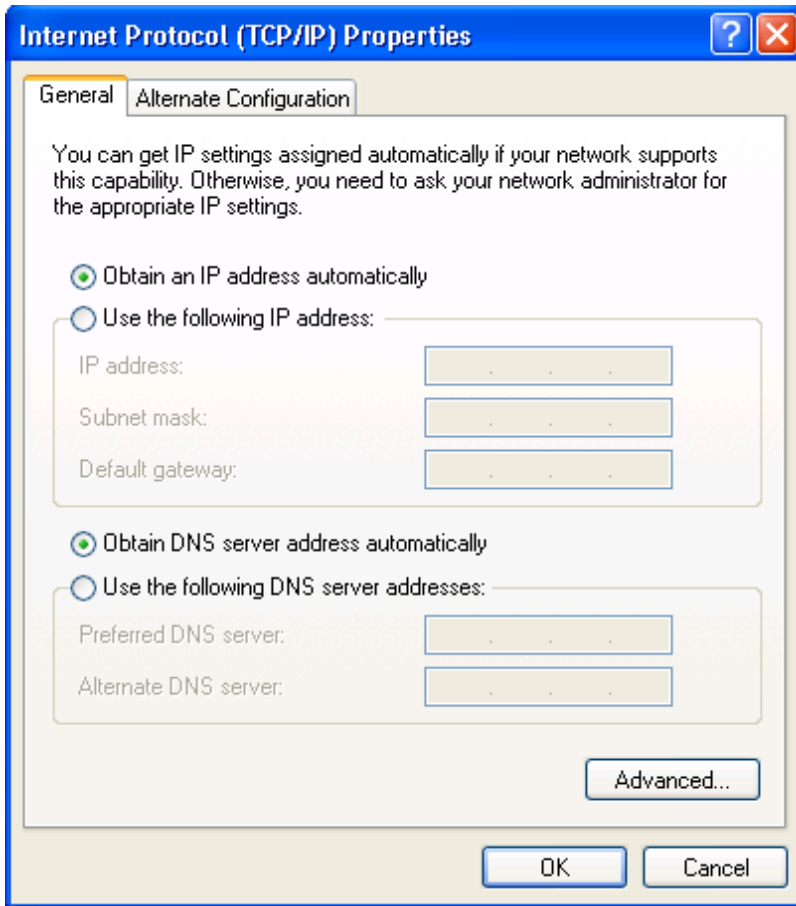 Internet Protocol (TCP/IP) Properties
?
General
Alternate Configuration
You can get IP settings assigned automatically if your network supports
this capability. Otherwise, you need to ask your network administrator for
the appropriate IP settings.
Obtain an IP address automatically
Use the following IP address:
IP address:
. . .
Subnet mask:
. . .
Default gateway:
. . .
Obtain DNS server address automatically
Use the following DNS server addresses:
Preferred DNS server:
. . .
Alternate DNS server:
. . .
Advanced...
OK
Cancel